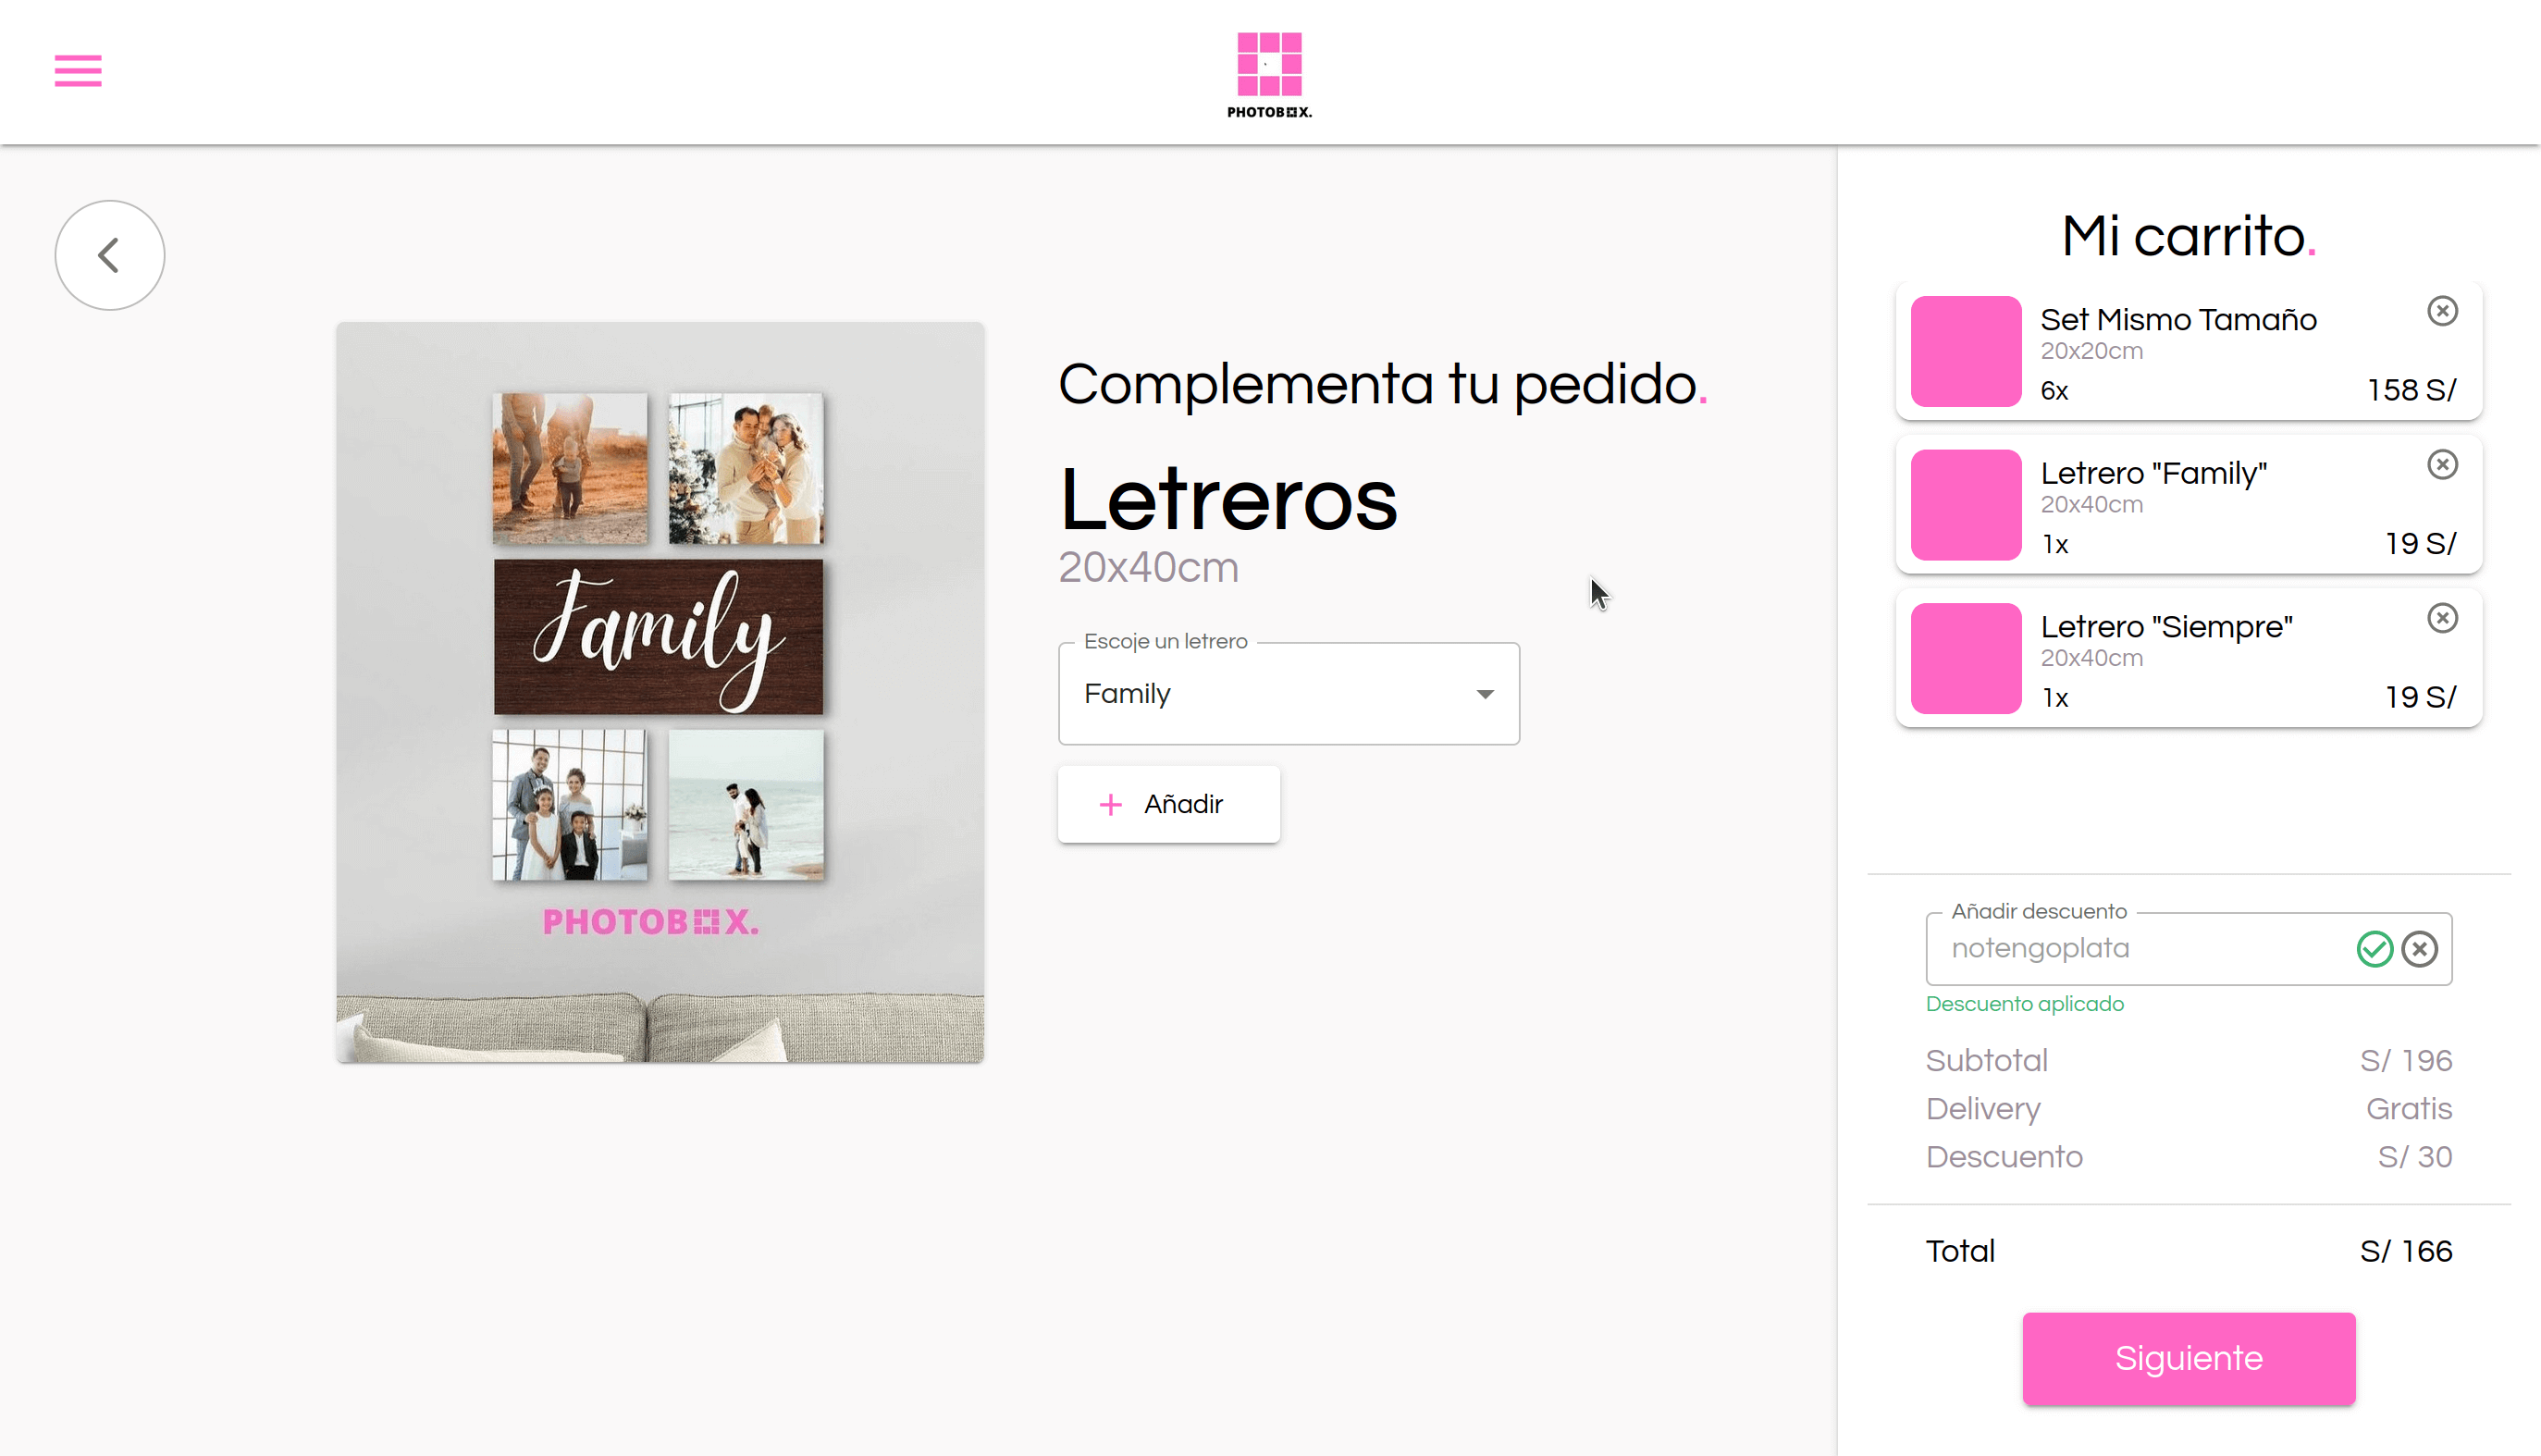 PHOTOBOX.
Complementa tu pedido.
Letreros
20x40cm
Escoje un letrero
Family
+ Añadir
Family
PHOTOBOX.
Mi carrito.
Set Mismo Tamaño
20x20cm
6x 158 S/
Letrero "Family"
20x40cm
1x 19 S/
Letrero "Siempre"
20x40cm
1x 19 S/
Añadir descuento
notengoplata
Descuento aplicado
Subtotal S/ 196
Delivery Gratis
Descuento S/ 30
Total S/ 166
Siguiente